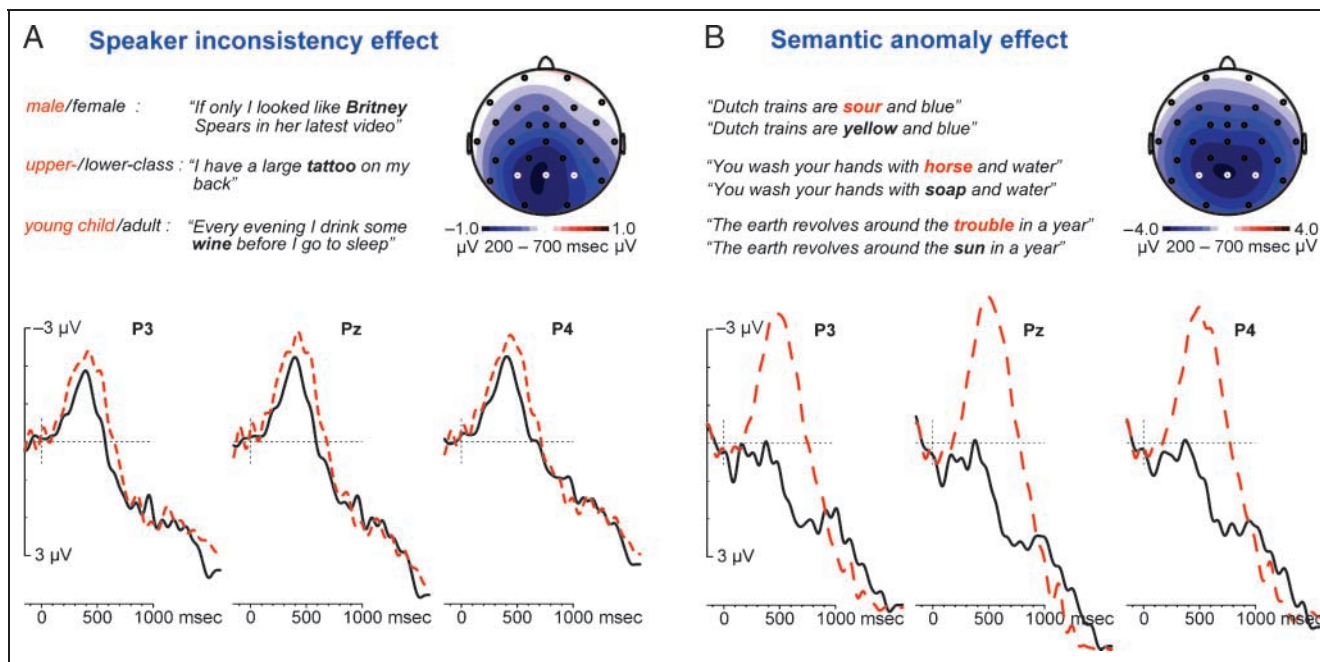 A Speaker inconsistency effect
male/female : "If only I looked like Britney
Spears in her latest video"
upper-/lower-class : "I have a large tattoo on my
back"
young child/adult : "Every evening I drink some
wine before I go to sleep"
–1.0 1.0
µV 200 – 700 msec µV
–3 µV P3 Pz P4
3 µV
0 500 1000 0 500 1000 0 500 1000 msec
B Semantic anomaly effect
"Dutch trains are sour and blue"
"Dutch trains are yellow and blue"
"You wash your hands with horse and water"
"You wash your hands with soap and water"
"The earth revolves around the trouble in a year"
"The earth revolves around the sun in a year"
–4.0 4.0
µV 200 – 700 msec µV
–3 µV P3 Pz P4
3 µV
0 500 1000 0 500 1000 0 500 1000 msec